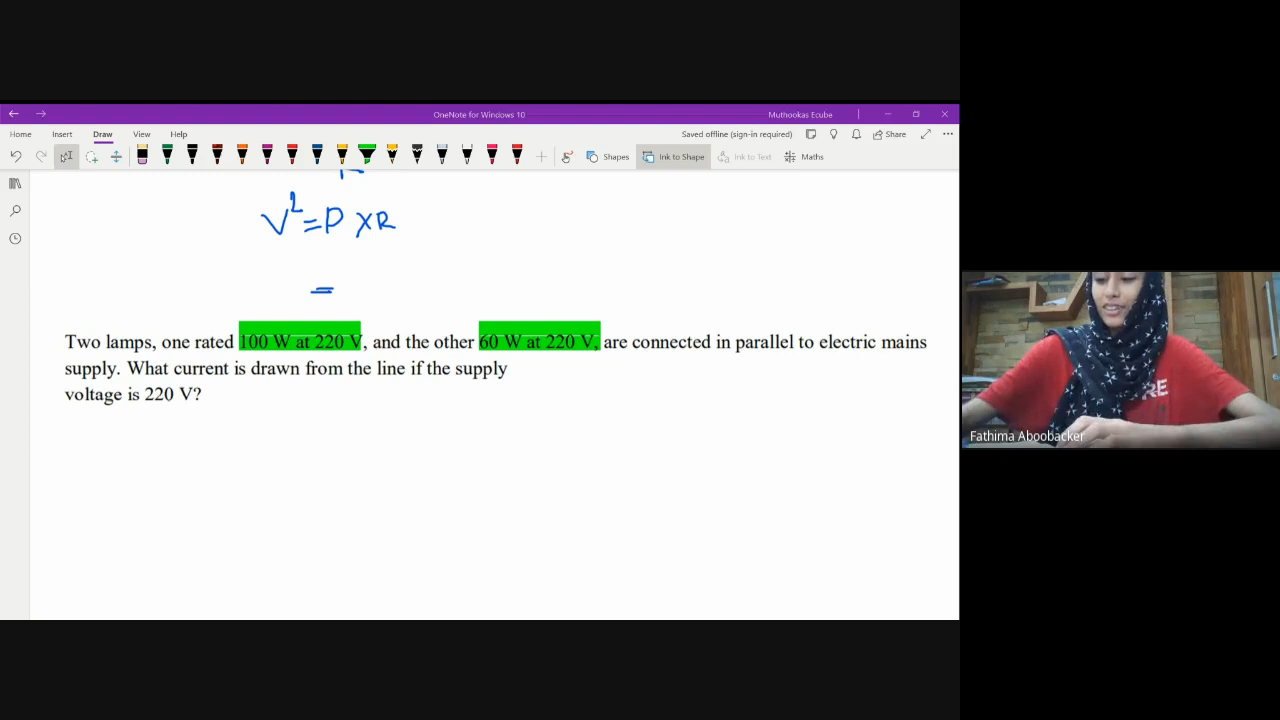 OneNote for Windows 10
Muthookas Ecube
Home Insert Draw View Help
Saved offline (sign-in required) Share
Shapes Ink to Shape Ink to Text Maths
V² = P X R
=
Two lamps, one rated 100 W at 220 V, and the other 60 W at 220 V, are connected in parallel to electric mains
supply. What current is drawn from the line if the supply
voltage is 220 V?
RE
Fathima Aboobacker